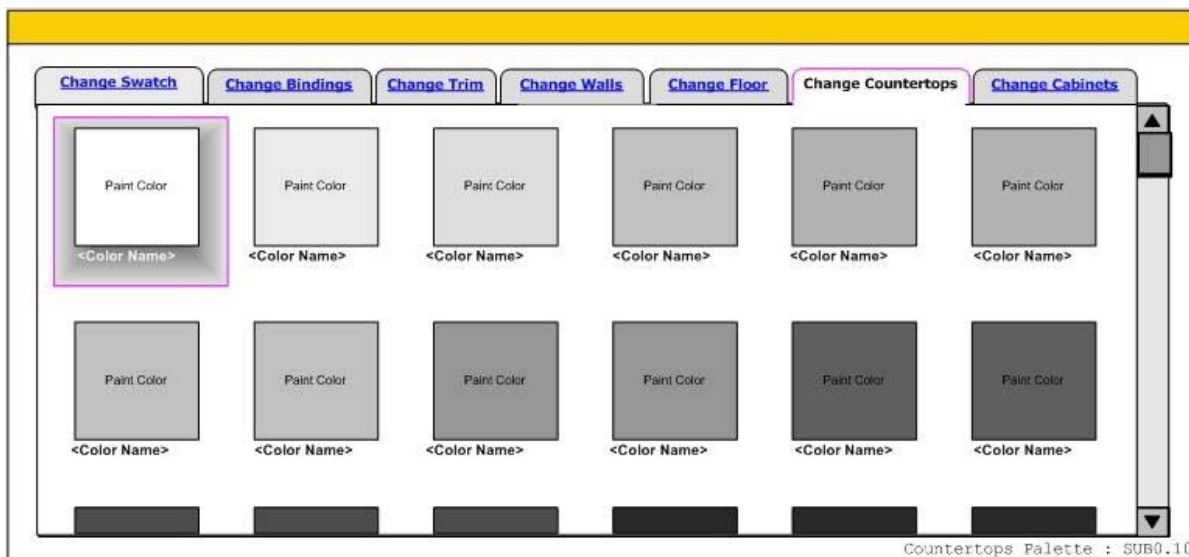 Change Swatch Change Bindings Change Trim Change Walls Change Floor Change Countertops Change Cabinets
Paint Color Paint Color Paint Color Paint Color Paint Color Paint Color
<Color Name> <Color Name> <Color Name> <Color Name> <Color Name> <Color Name>
Paint Color Paint Color Paint Color Paint Color Paint Color Paint Color
<Color Name> <Color Name> <Color Name> <Color Name> <Color Name> <Color Name>
Countertops Palette : SUB0.10